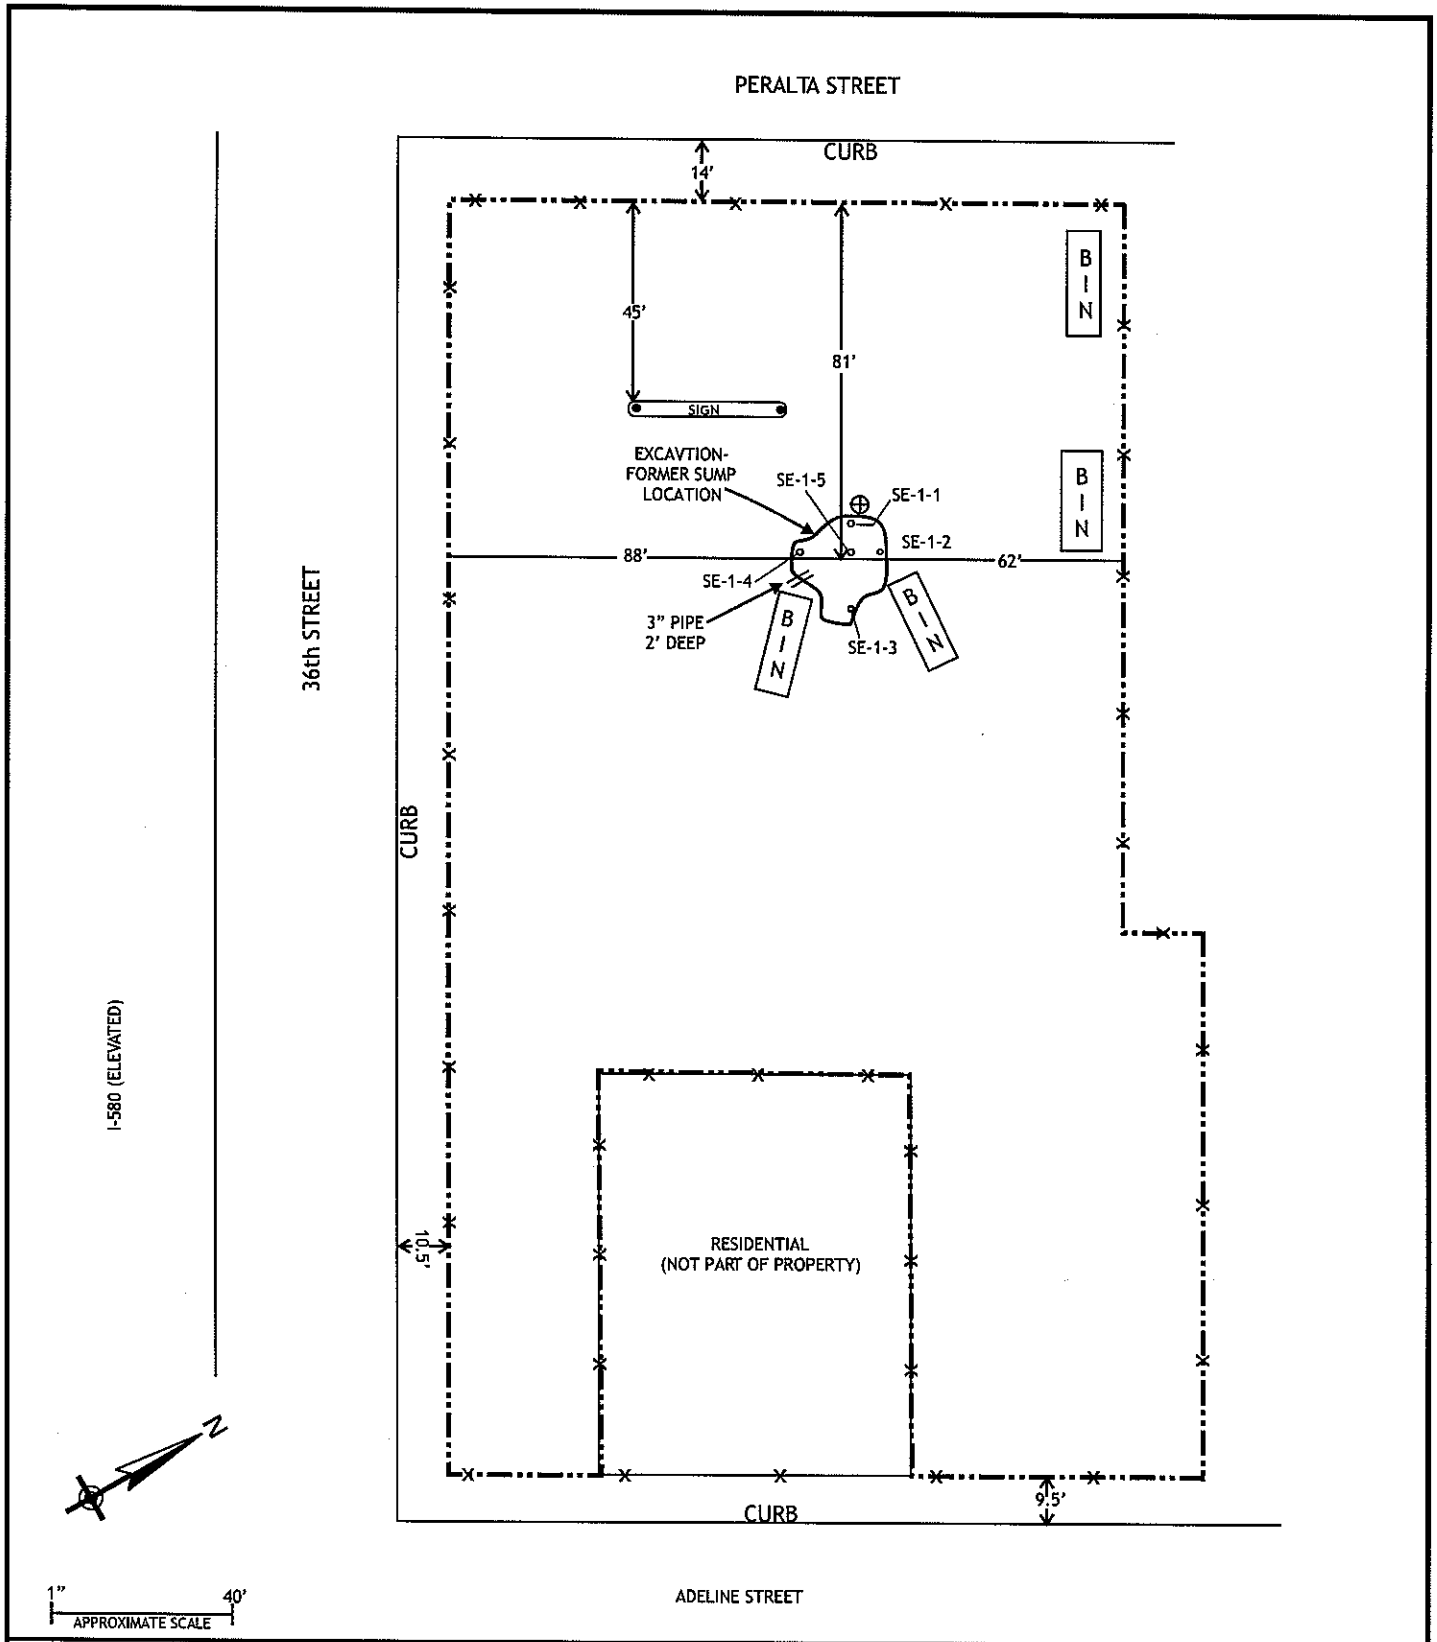 PERALTA STREET
CURB
14'
45'
81'
B
I
N
SIGN
EXCAVTION-
FORMER SUMP
LOCATION
SE-1-5
SE-1-1
B
I
N
SE-1-2
88'
62'
SE-1-4
3" PIPE
2' DEEP
B
I
N
B
I
N
SE-1-3
36th STREET
CURB
I-580 (ELEVATED)
10.5'
RESIDENTIAL
(NOT PART OF PROPERTY)
N
9.5'
CURB
ADELINE STREET
1" 40'
APPROXIMATE SCALE